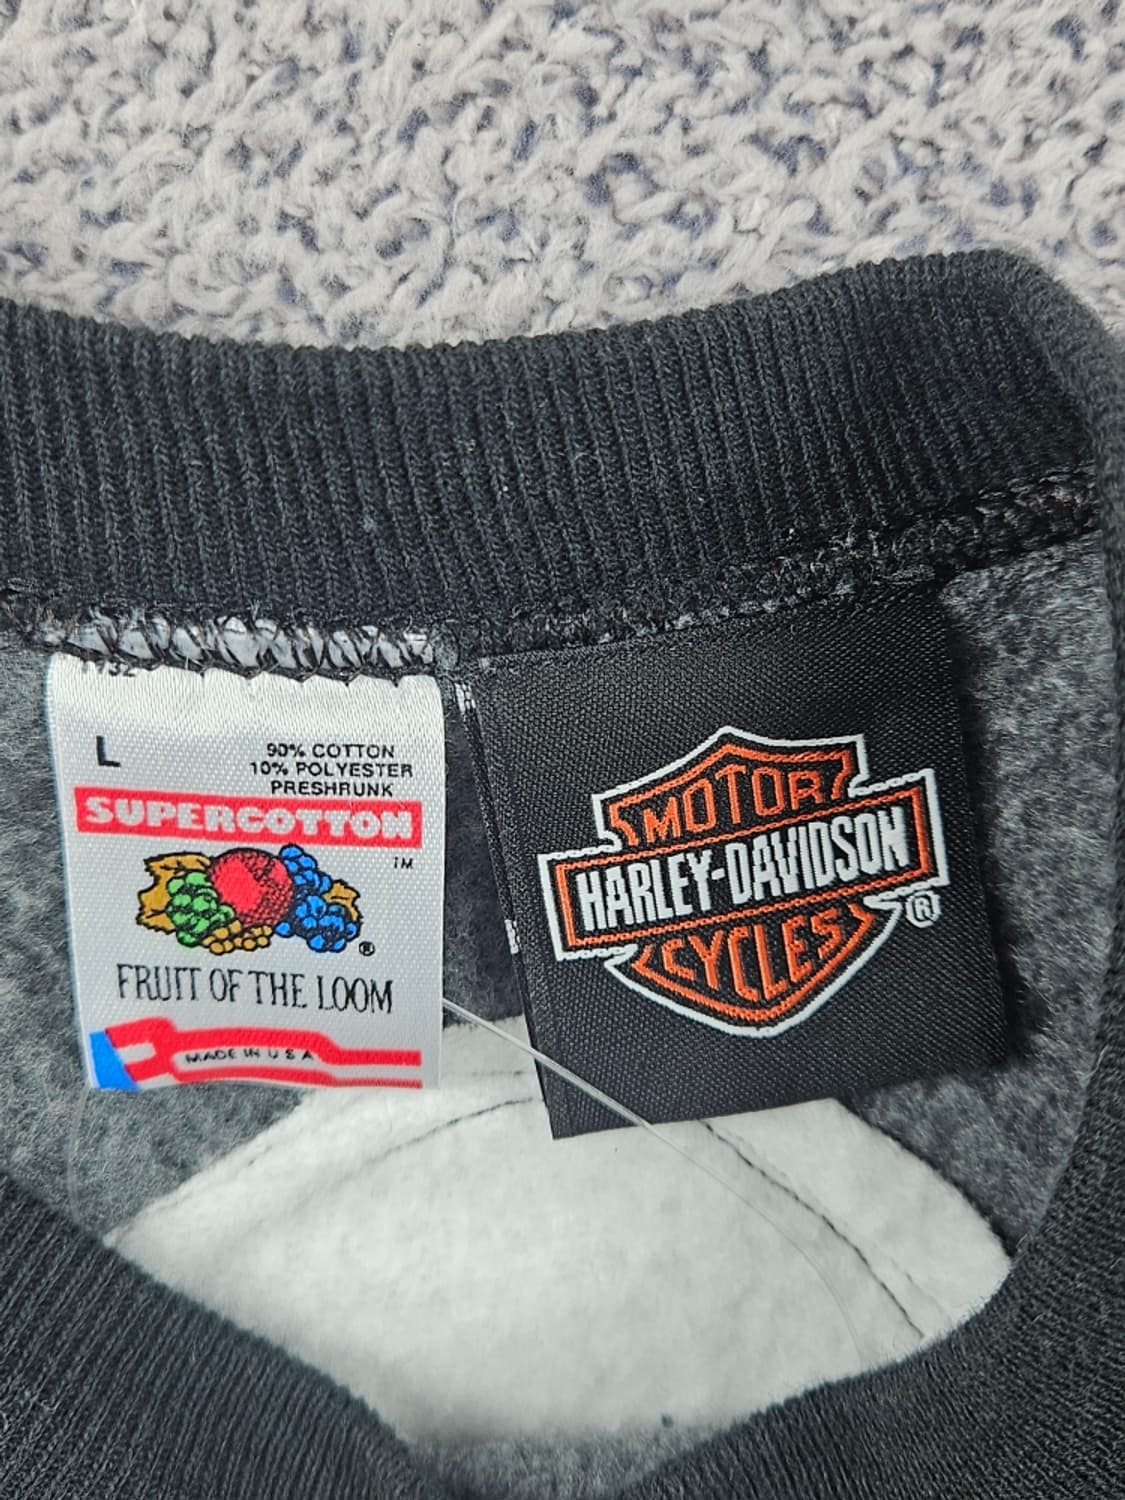 L
90% COTTON
10% POLYESTER
PRESHRUNK
SUPERCOTTON
TM
®
FRUIT OF THE LOOM
MADE IN U S A
MOTOR
HARLEY-DAVIDSON
®
CYCLES